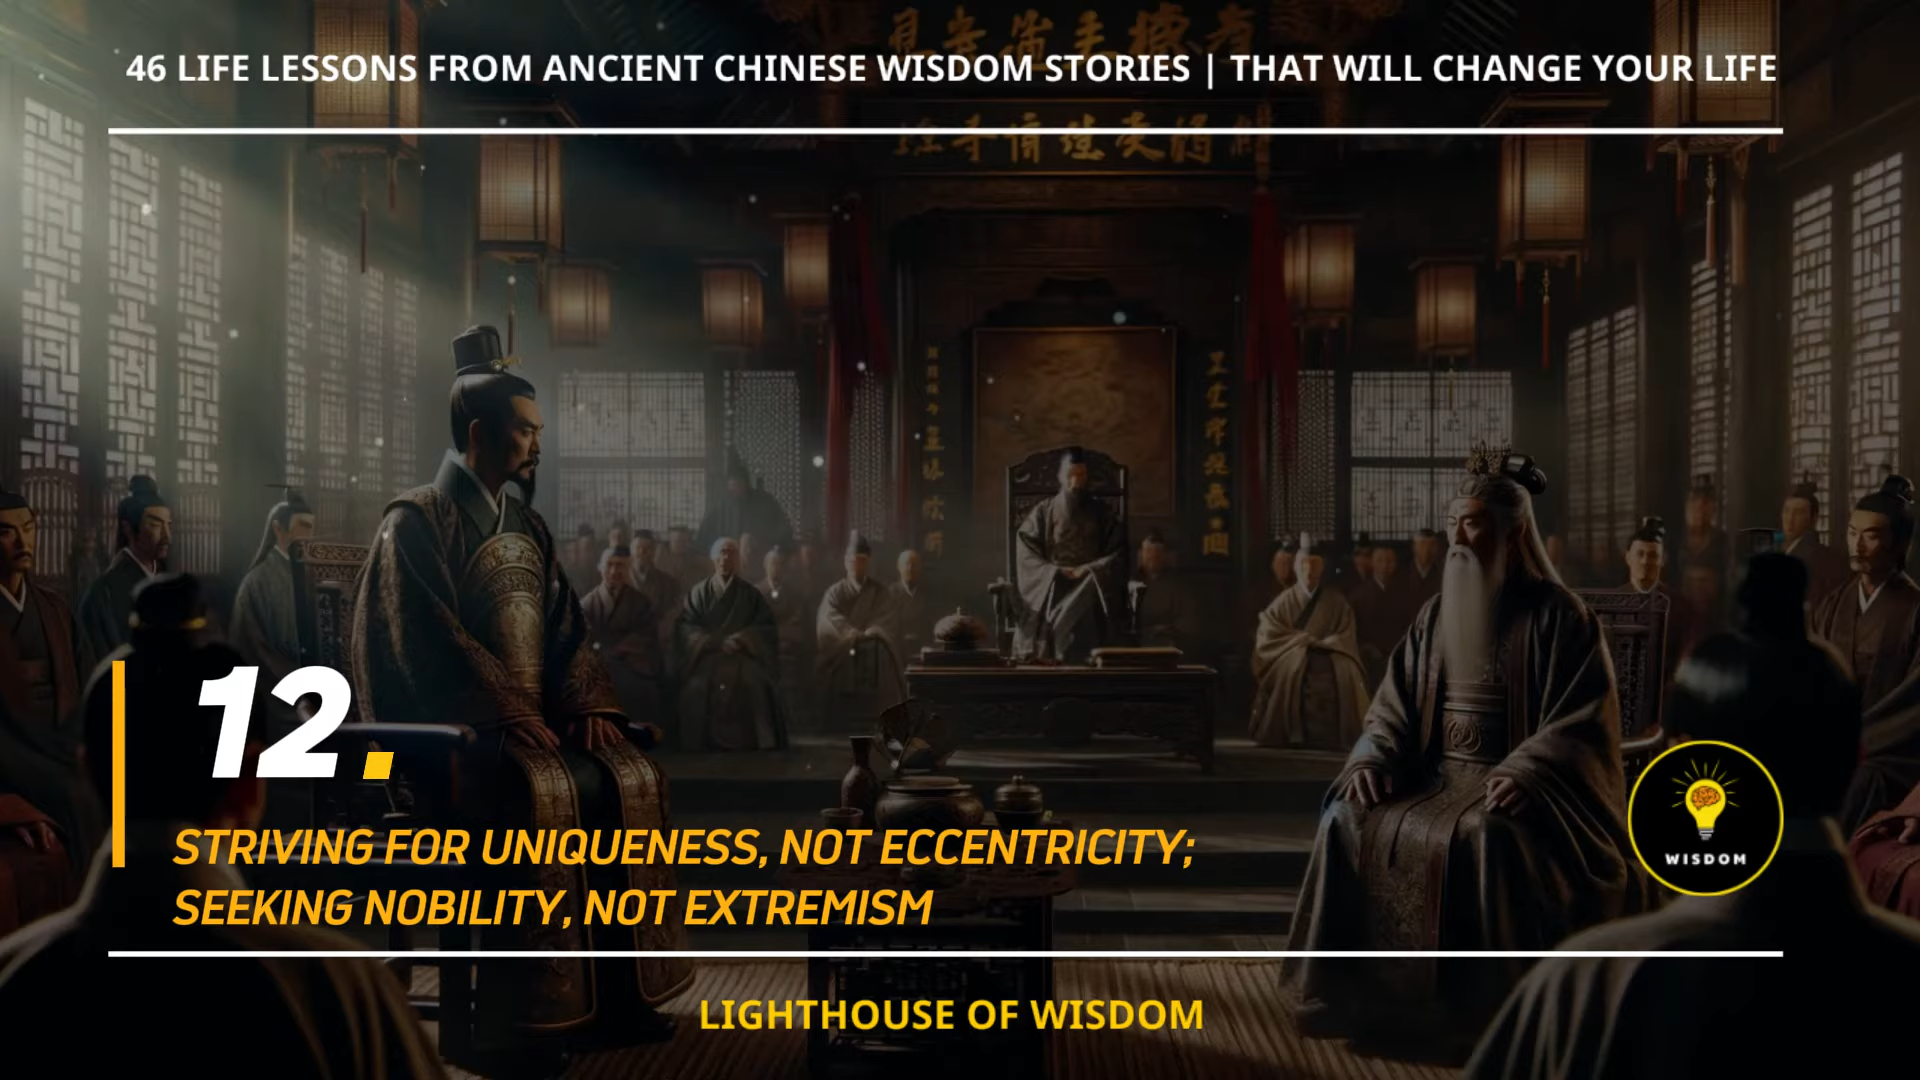 46 LIFE LESSONS FROM ANCIENT CHINESE WISDOM STORIES | THAT WILL CHANGE YOUR LIFE
12.
STRIVING FOR UNIQUENESS, NOT ECCENTRICITY;
SEEKING NOBILITY, NOT EXTREMISM
WISDOM
LIGHTHOUSE OF WISDOM